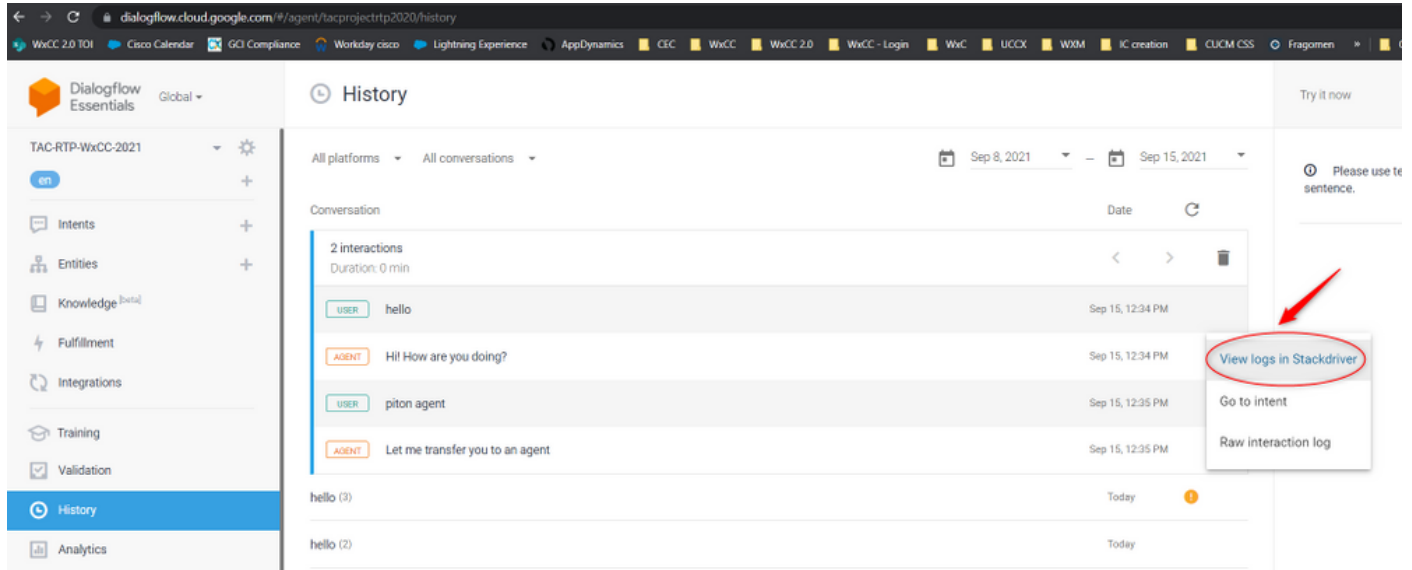 dialogflow.cloud.google.com/#/agent/tacprojectrtp2020/history
WxCC 2.0 TOI Cisco Calendar GCI Compliance Workday cisco Lightning Experience AppDynamics CEC WxCC WxCC 2.0 WxCC - Login WxC UCCX WXM IC creation CUCM CSS Fragomen »
Dialogflow
Essentials
Global
History
Try it now
TAC-RTP-WxCC-2021
en
All platforms All conversations Sep 8, 2021 – Sep 15, 2021
Please use te
sentence.
Intents
Entities
Knowledge [beta]
Fulfillment
Integrations
Training
Validation
History
Analytics
Conversation Date
2 interactions
Duration: 0 min
USER hello Sep 15, 12:34 PM
AGENT Hi! How are you doing? Sep 15, 12:34 PM
USER piton agent Sep 15, 12:35 PM
AGENT Let me transfer you to an agent Sep 15, 12:35 PM
hello (3) Today
hello (2) Today
View logs in Stackdriver
Go to intent
Raw interaction log